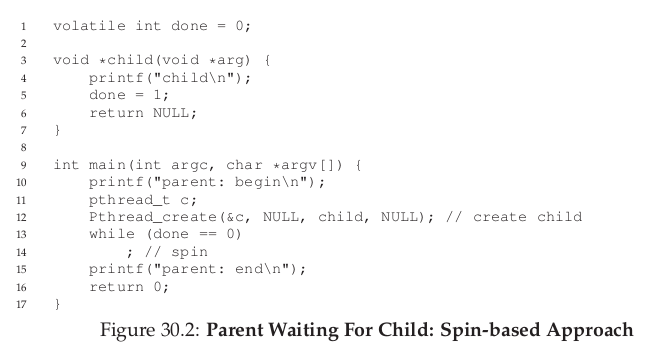 1 volatile int done = 0;
2
3 void *child(void *arg) {
4     printf("child\n");
5     done = 1;
6     return NULL;
7 }
8
9 int main(int argc, char *argv[]) {
10     printf("parent: begin\n");
11     pthread_t c;
12     Pthread_create(&c, NULL, child, NULL); // create child
13     while (done == 0)
14         ; // spin
15     printf("parent: end\n");
16     return 0;
17 }
Figure 30.2: Parent Waiting For Child: Spin-based Approach